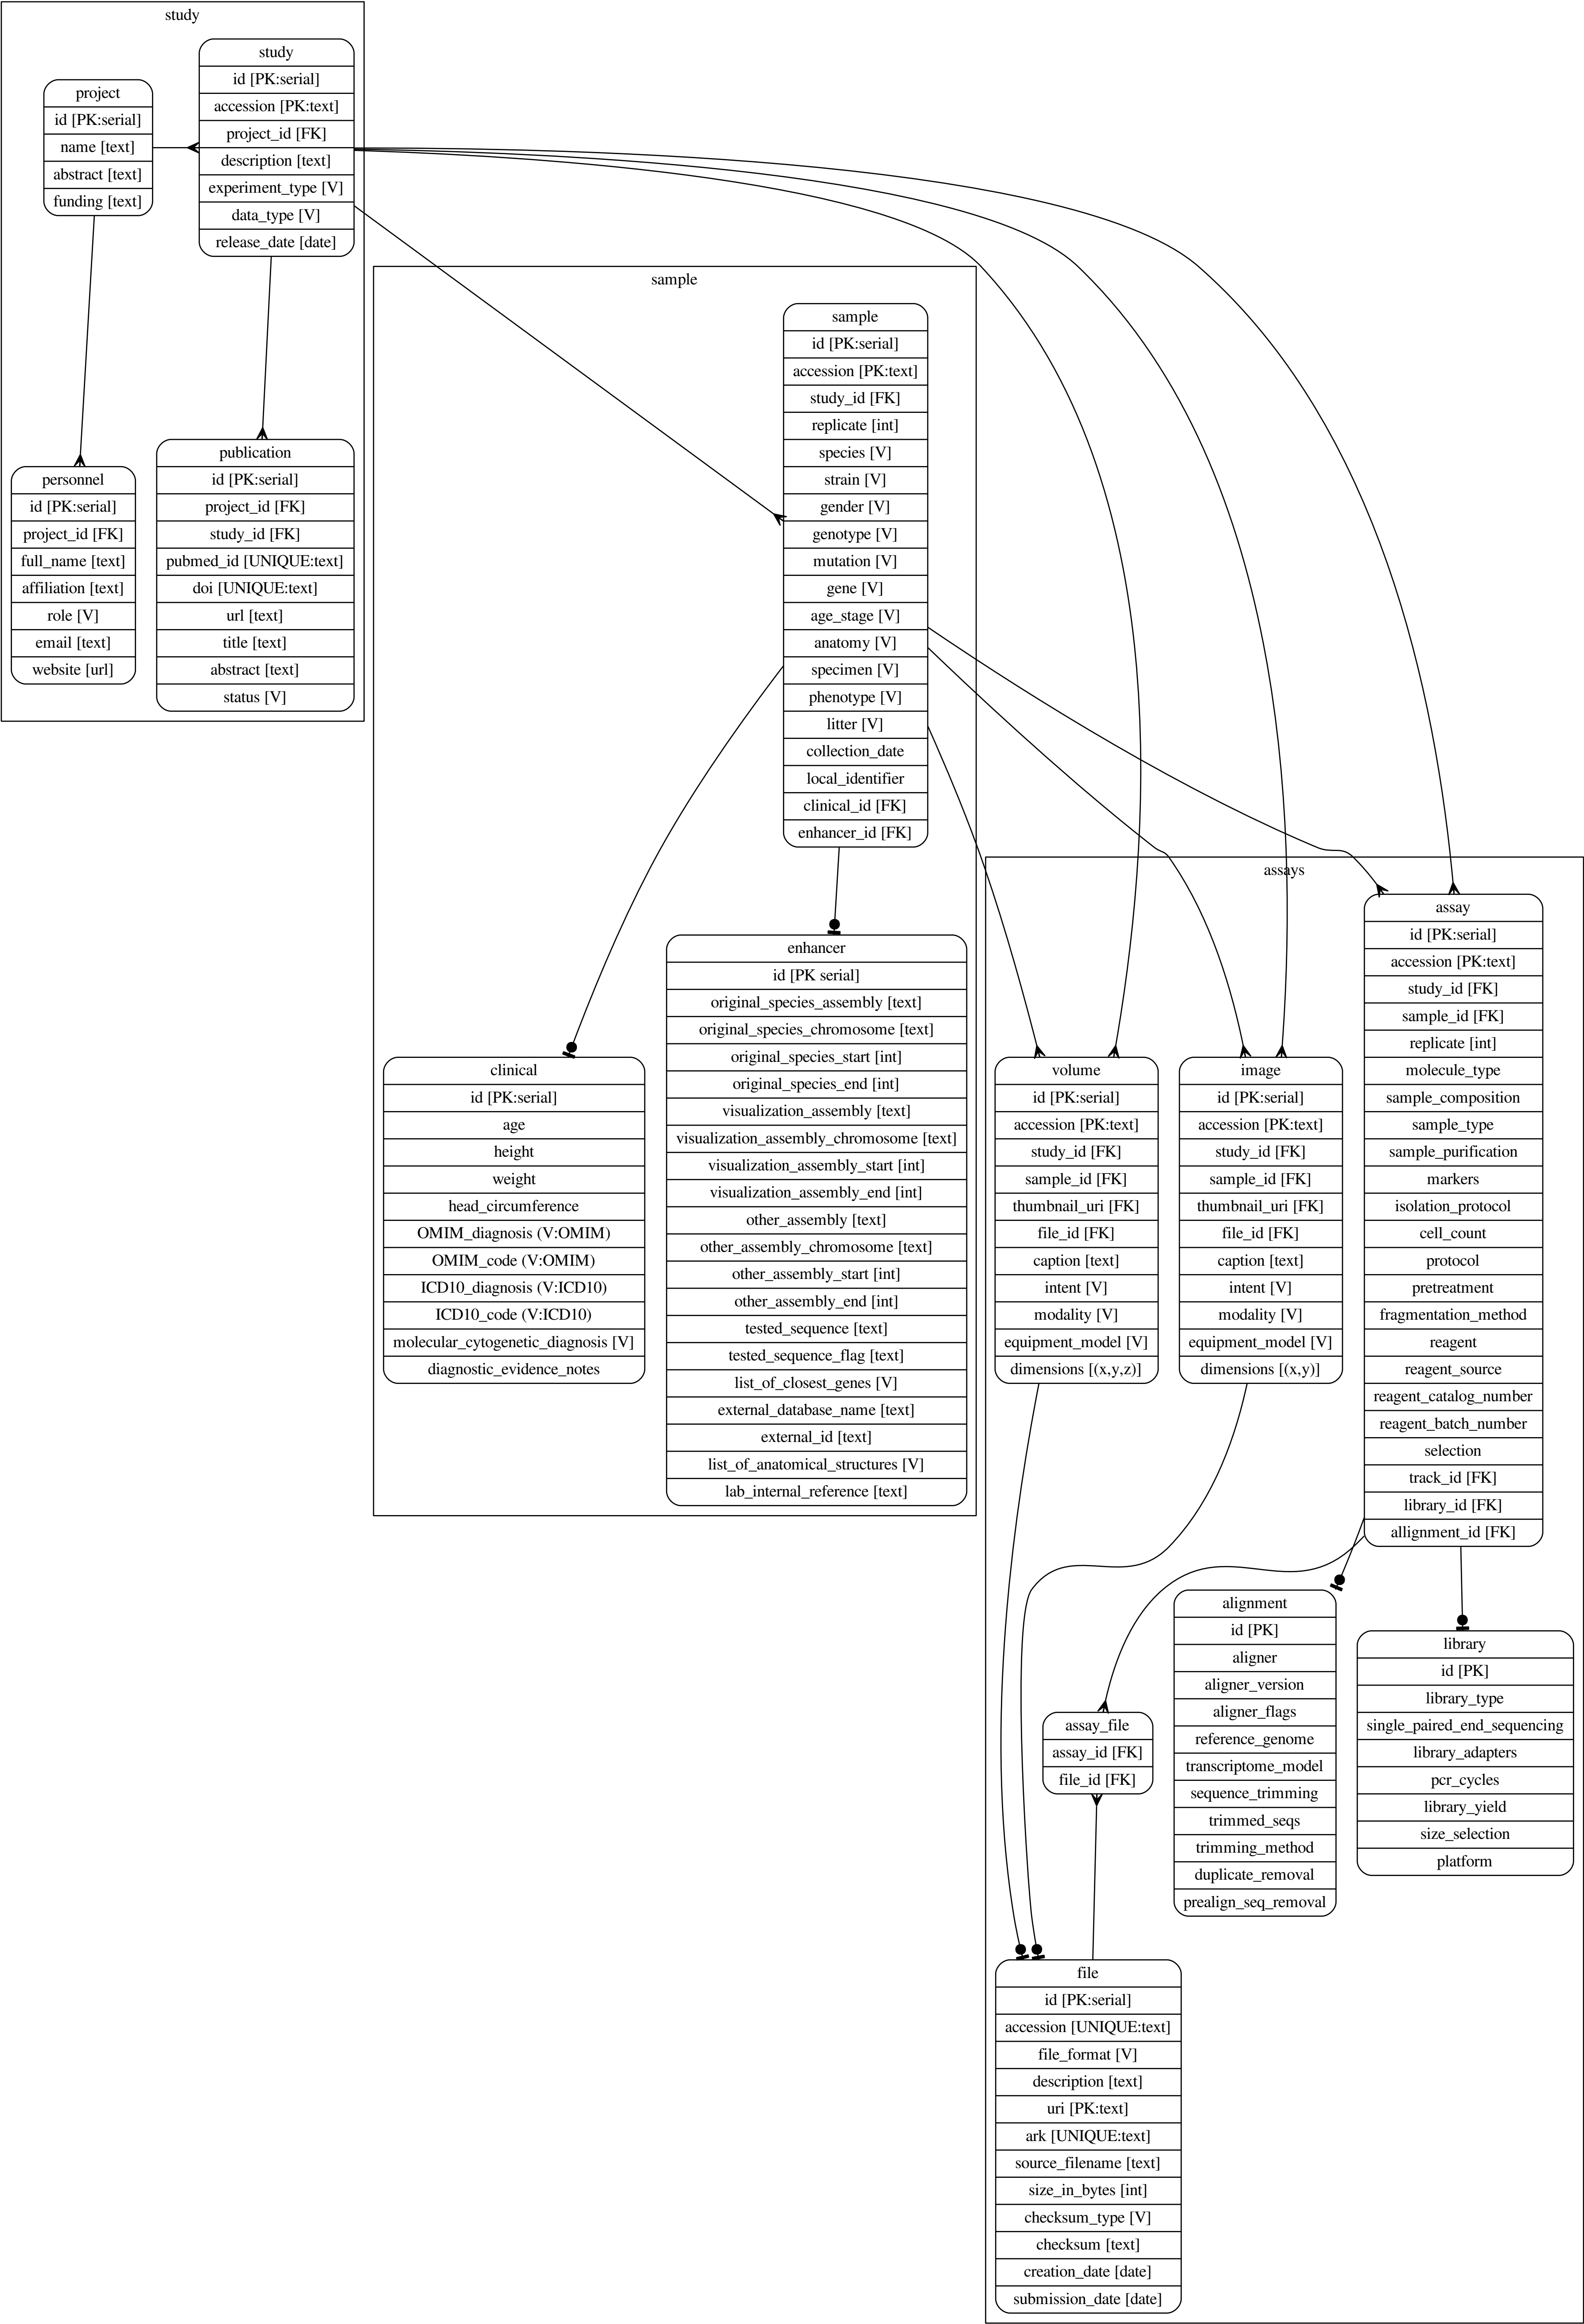 study
study
id [PK:serial]
accession [PK:text]
project_id [FK]
description [text]
experiment_type [V]
data_type [V]
release_date [date]
project
id [PK:serial]
name [text]
abstract [text]
funding [text]
personnel
id [PK:serial]
project_id [FK]
full_name [text]
affiliation [text]
role [V]
email [text]
website [url]
publication
id [PK:serial]
project_id [FK]
study_id [FK]
pubmed_id [UNIQUE:text]
doi [UNIQUE:text]
url [text]
title [text]
abstract [text]
status [V]
sample
sample
id [PK:serial]
accession [PK:text]
study_id [FK]
replicate [int]
species [V]
strain [V]
gender [V]
genotype [V]
mutation [V]
gene [V]
age_stage [V]
anatomy [V]
specimen [V]
phenotype [V]
litter [V]
collection_date
local_identifier
clinical_id [FK]
enhancer_id [FK]
clinical
id [PK:serial]
age
height
weight
head_circumference
OMIM_diagnosis (V:OMIM)
OMIM_code (V:OMIM)
ICD10_diagnosis (V:ICD10)
ICD10_code (V:ICD10)
molecular_cytogenetic_diagnosis [V]
diagnostic_evidence_notes
enhancer
id [PK serial]
original_species_assembly [text]
original_species_chromosome [text]
original_species_start [int]
original_species_end [int]
visualization_assembly [text]
visualization_assembly_chromosome [text]
visualization_assembly_start [int]
visualization_assembly_end [int]
other_assembly [text]
other_assembly_chromosome [text]
other_assembly_start [int]
other_assembly_end [int]
tested_sequence [text]
tested_sequence_flag [text]
list_of_closest_genes [V]
external_database_name [text]
external_id [text]
list_of_anatomical_structures [V]
lab_internal_reference [text]
assays
volume
id [PK:serial]
accession [PK:text]
study_id [FK]
sample_id [FK]
thumbnail_uri [FK]
file_id [FK]
caption [text]
intent [V]
modality [V]
equipment_model [V]
dimensions [(x,y,z)]
image
id [PK:serial]
accession [PK:text]
study_id [FK]
sample_id [FK]
thumbnail_uri [FK]
file_id [FK]
caption [text]
intent [V]
modality [V]
equipment_model [V]
dimensions [(x,y)]
assay
id [PK:serial]
accession [PK:text]
study_id [FK]
sample_id [FK]
replicate [int]
molecule_type
sample_composition
sample_type
sample_purification
markers
isolation_protocol
cell_count
protocol
pretreatment
fragmentation_method
reagent
reagent_source
reagent_catalog_number
reagent_batch_number
selection
track_id [FK]
library_id [FK]
allignment_id [FK]
assay_file
assay_id [FK]
file_id [FK]
alignment
id [PK]
aligner
aligner_version
aligner_flags
reference_genome
transcriptome_model
sequence_trimming
trimmed_seqs
trimming_method
duplicate_removal
prealign_seq_removal
library
id [PK]
library_type
single_paired_end_sequencing
library_adapters
pcr_cycles
library_yield
size_selection
platform
file
id [PK:serial]
accession [UNIQUE:text]
file_format [V]
description [text]
uri [PK:text]
ark [UNIQUE:text]
source_filename [text]
size_in_bytes [int]
checksum_type [V]
checksum [text]
creation_date [date]
submission_date [date]